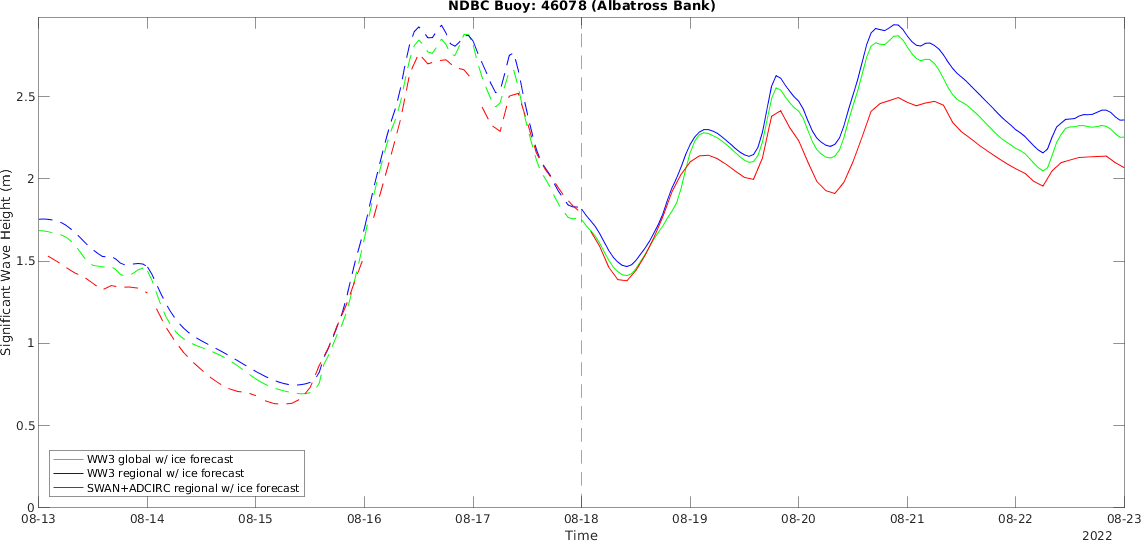 NDBC Buoy: 46078 (Albatross Bank)
Significant Wave Height (m)
2.5
2
1.5
1
0.5
0
WW3 global w/ ice forecast
WW3 regional w/ ice forecast
SWAN+ADCIRC regional w/ ice forecast
08-13 08-14 08-15 08-16 08-17 08-18 08-19 08-20 08-21 08-22 08-23
Time
2022